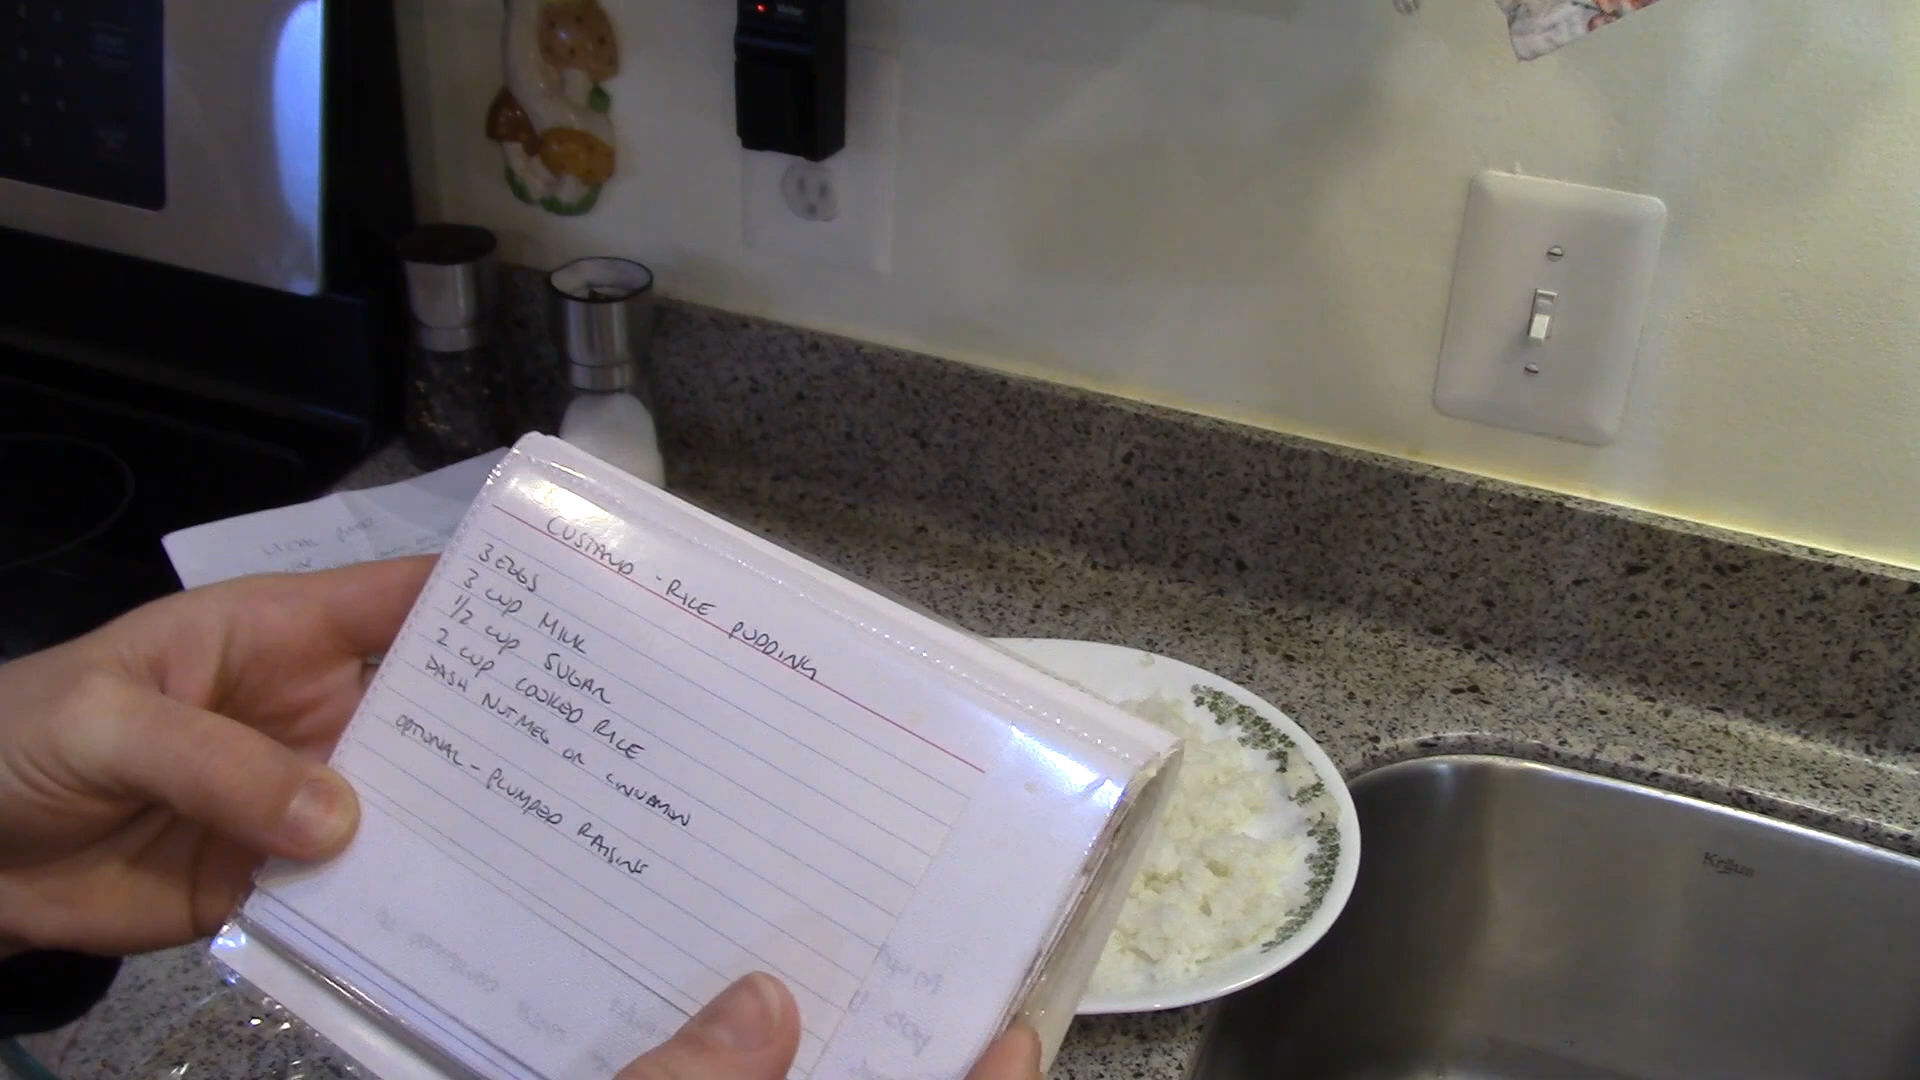 CUSTARD - RICE PUDDING
3 EGGS
3 CUP MILK
1/2 CUP SUGAR
2 CUP COOKED RICE
DASH NUTMEG OR CINNAMON
OPTIONAL - PLUMPED RAISINS
Kraus